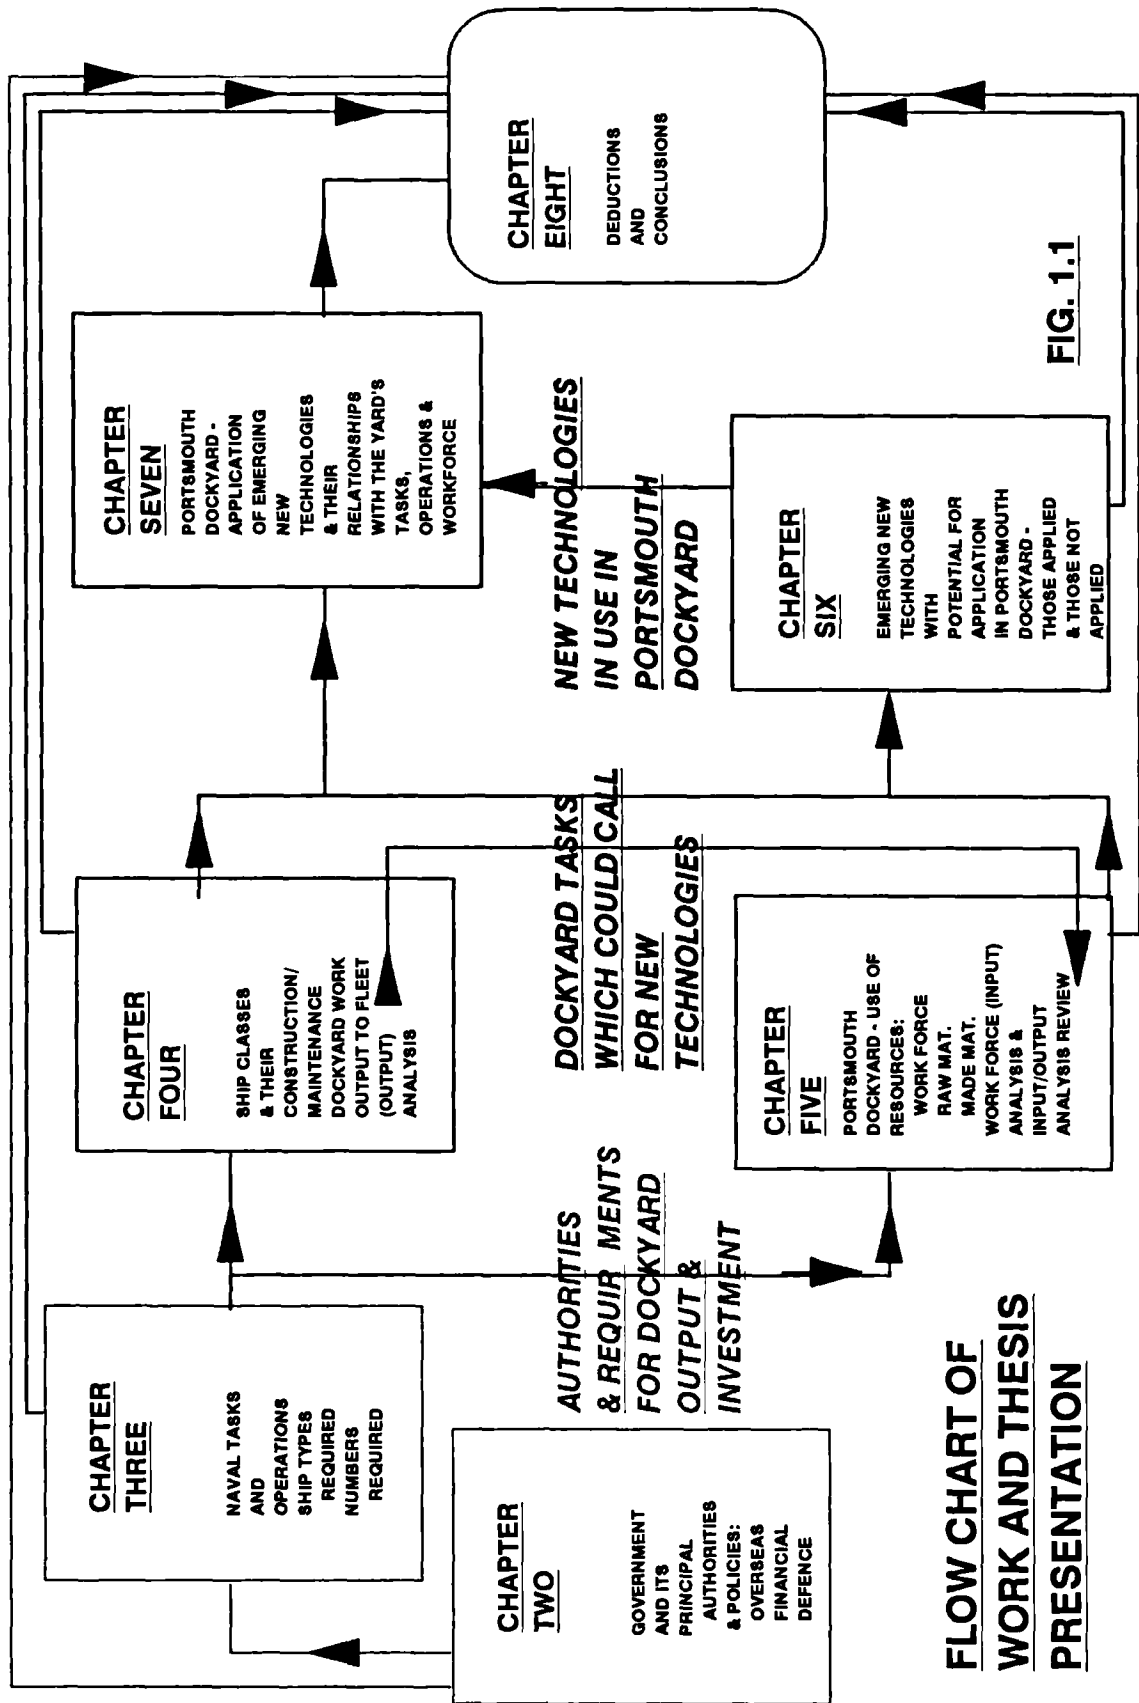 CHAPTER
TWO
GOVERNMENT
AND ITS
PRINCIPAL
AUTHORITIES
& POLICIES:
OVERSEAS
FINANCIAL
DEFENCE
CHAPTER
THREE
NAVAL TASKS
AND
OPERATIONS
SHIP TYPES
REQUIRED
NUMBERS
REQUIRED
AUTHORITIES
& REQUIR MENTS
FOR DOCKYARD
OUTPUT &
INVESTMENT
CHAPTER
FOUR
SHIP CLASSES
& THEIR
CONSTRUCTION/
MAINTENANCE
DOCKYARD WORK
OUTPUT TO FLEET
(OUTPUT)
ANALYSIS
CHAPTER
FIVE
PORTSMOUTH
DOCKYARD - USE OF
RESOURCES:
WORK FORCE
RAW MAT.
MADE MAT.
WORK FORCE (INPUT)
ANALYSIS &
INPUT/OUTPUT
ANALYSIS REVIEW
DOCKYARD TASKS
WHICH COULD CALL
FOR NEW
TECHNOLOGIES
CHAPTER
SIX
EMERGING NEW
TECHNOLOGIES
WITH
POTENTIAL FOR
APPLICATION
IN PORTSMOUTH
DOCKYARD -
THOSE APPLIED
& THOSE NOT
APPLIED
NEW TECHNOLOGIES
IN USE IN
PORTSMOUTH
DOCKYARD
CHAPTER
SEVEN
PORTSMOUTH
DOCKYARD -
APPLICATION
OF EMERGING
NEW
TECHNOLOGIES
& THEIR
RELATIONSHIPS
WITH THE YARD'S
TASKS,
OPERATIONS &
WORKFORCE
CHAPTER
EIGHT
DEDUCTIONS
AND
CONCLUSIONS
FIG. 1.1
FLOW CHART OF
WORK AND THESIS
PRESENTATION